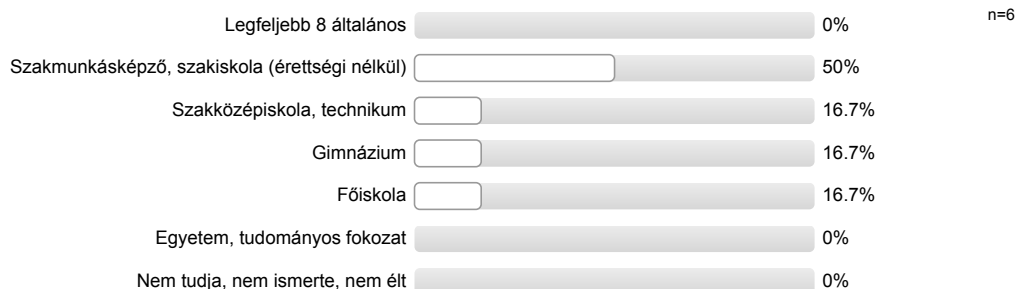 Legfeljebb 8 általános 0% n=6
Szakmunkásképző, szakiskola (érettségi nélkül) 50%
Szakközépiskola, technikum 16.7%
Gimnázium 16.7%
Főiskola 16.7%
Egyetem, tudományos fokozat 0%
Nem tudja, nem ismerte, nem élt 0%